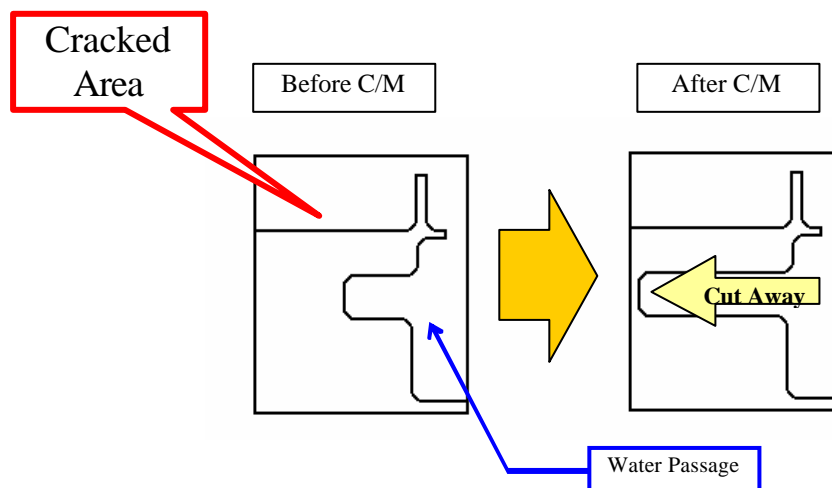 Cracked
Area
Before C/M
After C/M
Cut Away
Water Passage